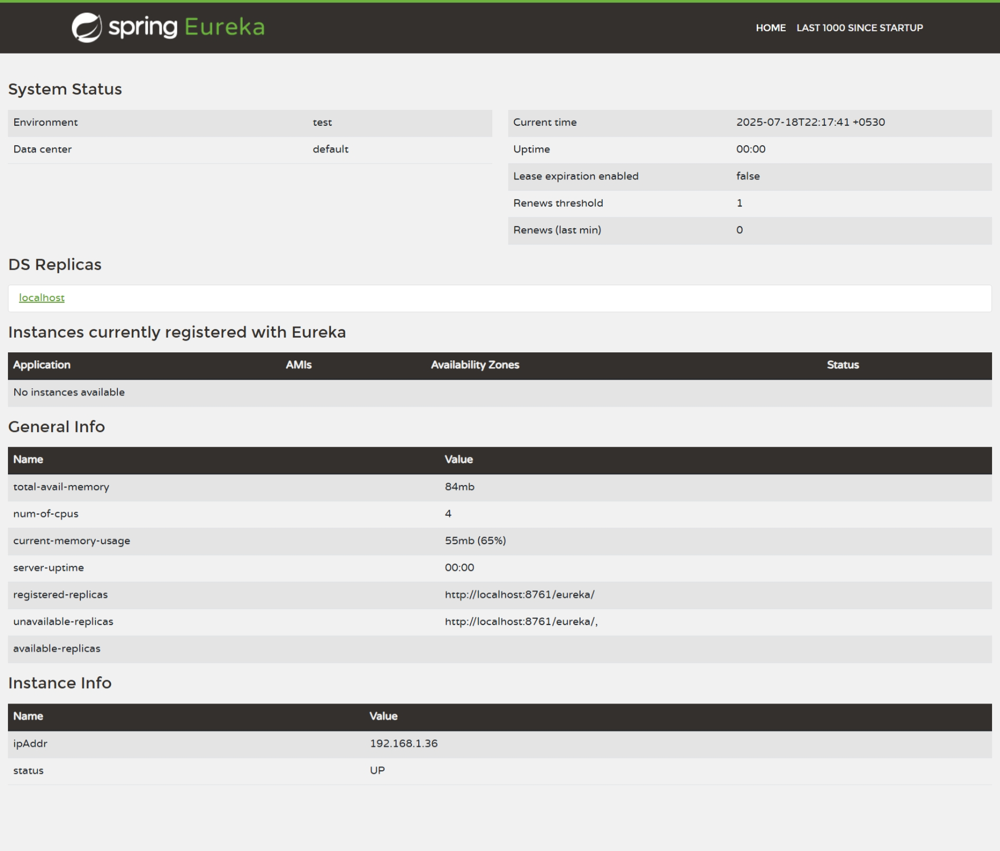 spring Eureka
HOME LAST 1000 SINCE STARTUP
System Status
Environment test
Data center default
Current time 2025-07-18T22:17:41 +0530
Uptime 00:00
Lease expiration enabled false
Renews threshold 1
Renews (last min) 0
DS Replicas
localhost
Instances currently registered with Eureka
Application AMIs Availability Zones Status
No instances available
General Info
Name Value
total-avail-memory 84mb
num-of-cpus 4
current-memory-usage 55mb (65%)
server-uptime 00:00
registered-replicas http://localhost:8761/eureka/
unavailable-replicas http://localhost:8761/eureka/,
available-replicas
Instance Info
Name Value
ipAddr 192.168.1.36
status UP